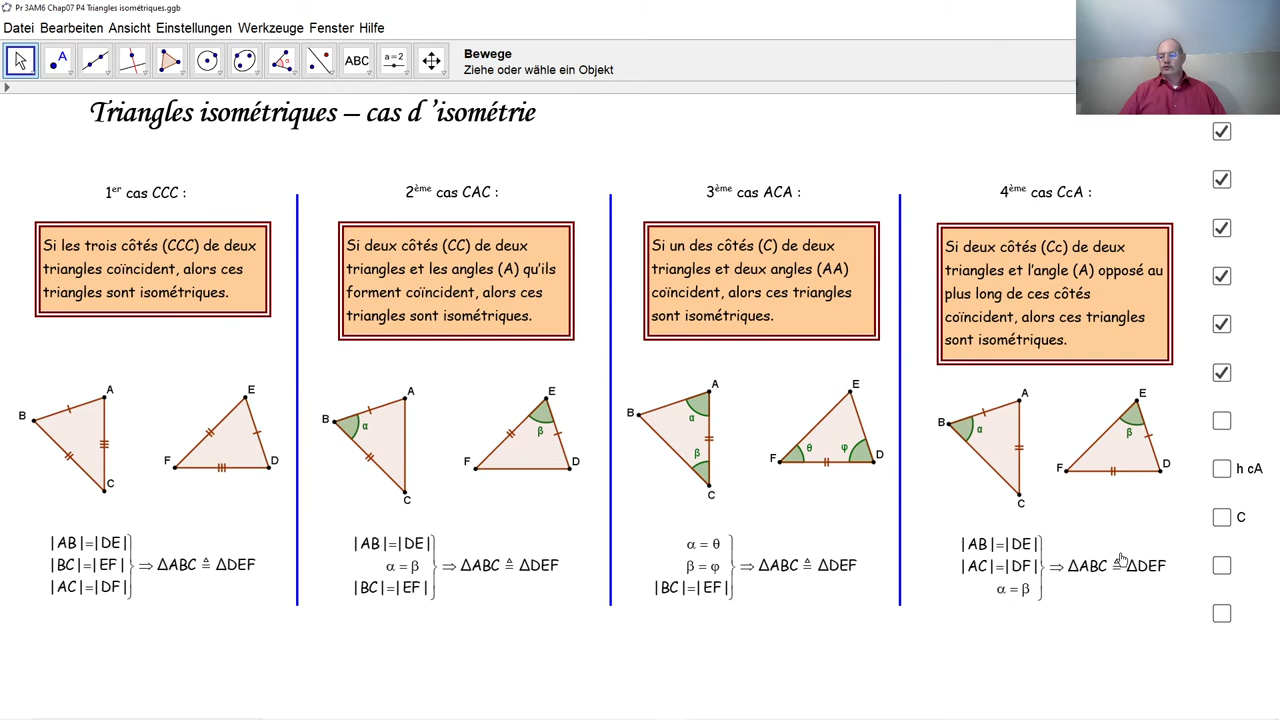 Pr 3AM6 Chap07 P4 Triangles isométriques.ggb
Datei Bearbeiten Ansicht Einstellungen Werkzeuge Fenster Hilfe
A
α
ABC
a=2
Bewege
Ziehe oder wähle ein Objekt
Triangles isométriques – cas d ’isométrie
1er cas CCC :
Si les trois côtés (CCC) de deux
triangles coïncident, alors ces
triangles sont isométriques.
A
B
C
E
F
D
|AB|=|DE|
|BC|=|EF|
|AC|=|DF|
⇒ ΔABC ≙ ΔDEF
2ème cas CAC :
Si deux côtés (CC) de deux
triangles et les angles (A) qu’ils
forment coïncident, alors ces
triangles sont isométriques.
A
B
α
C
E
β
F
D
|AB|=|DE|
α = β
|BC|=|EF|
⇒ ΔABC ≙ ΔDEF
3ème cas ACA :
Si un des côtés (C) de deux
triangles et deux angles (AA)
coïncident, alors ces triangles
sont isométriques.
A
B
α
β
C
E
F
θ
φ
D
α = θ
β = φ
|BC|=|EF|
⇒ ΔABC ≙ ΔDEF
4ème cas CcA :
Si deux côtés (Cc) de deux
triangles et l’angle (A) opposé au
plus long de ces côtés
coïncident, alors ces triangles
sont isométriques.
A
B
α
C
E
β
F
D
|AB|=|DE|
|AC|=|DF|
α = β
⇒ ΔABC ≙ ΔDEF
h cA
C